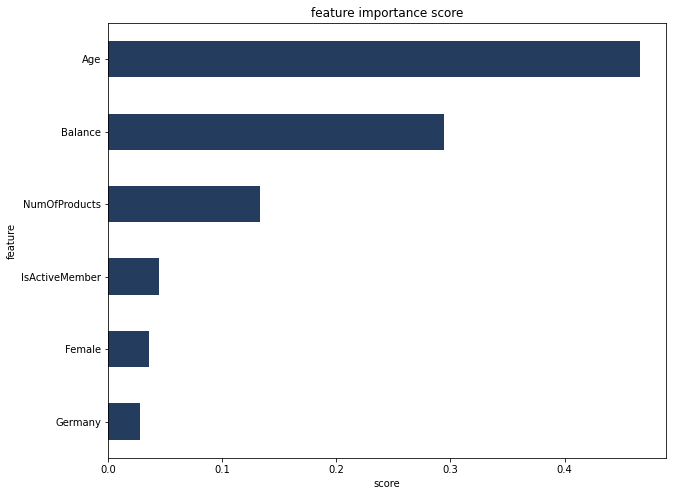 feature importance score
Age
Balance
NumOfProducts
IsActiveMember
Female
Germany
feature
0.0 0.1 0.2 0.3 0.4
score